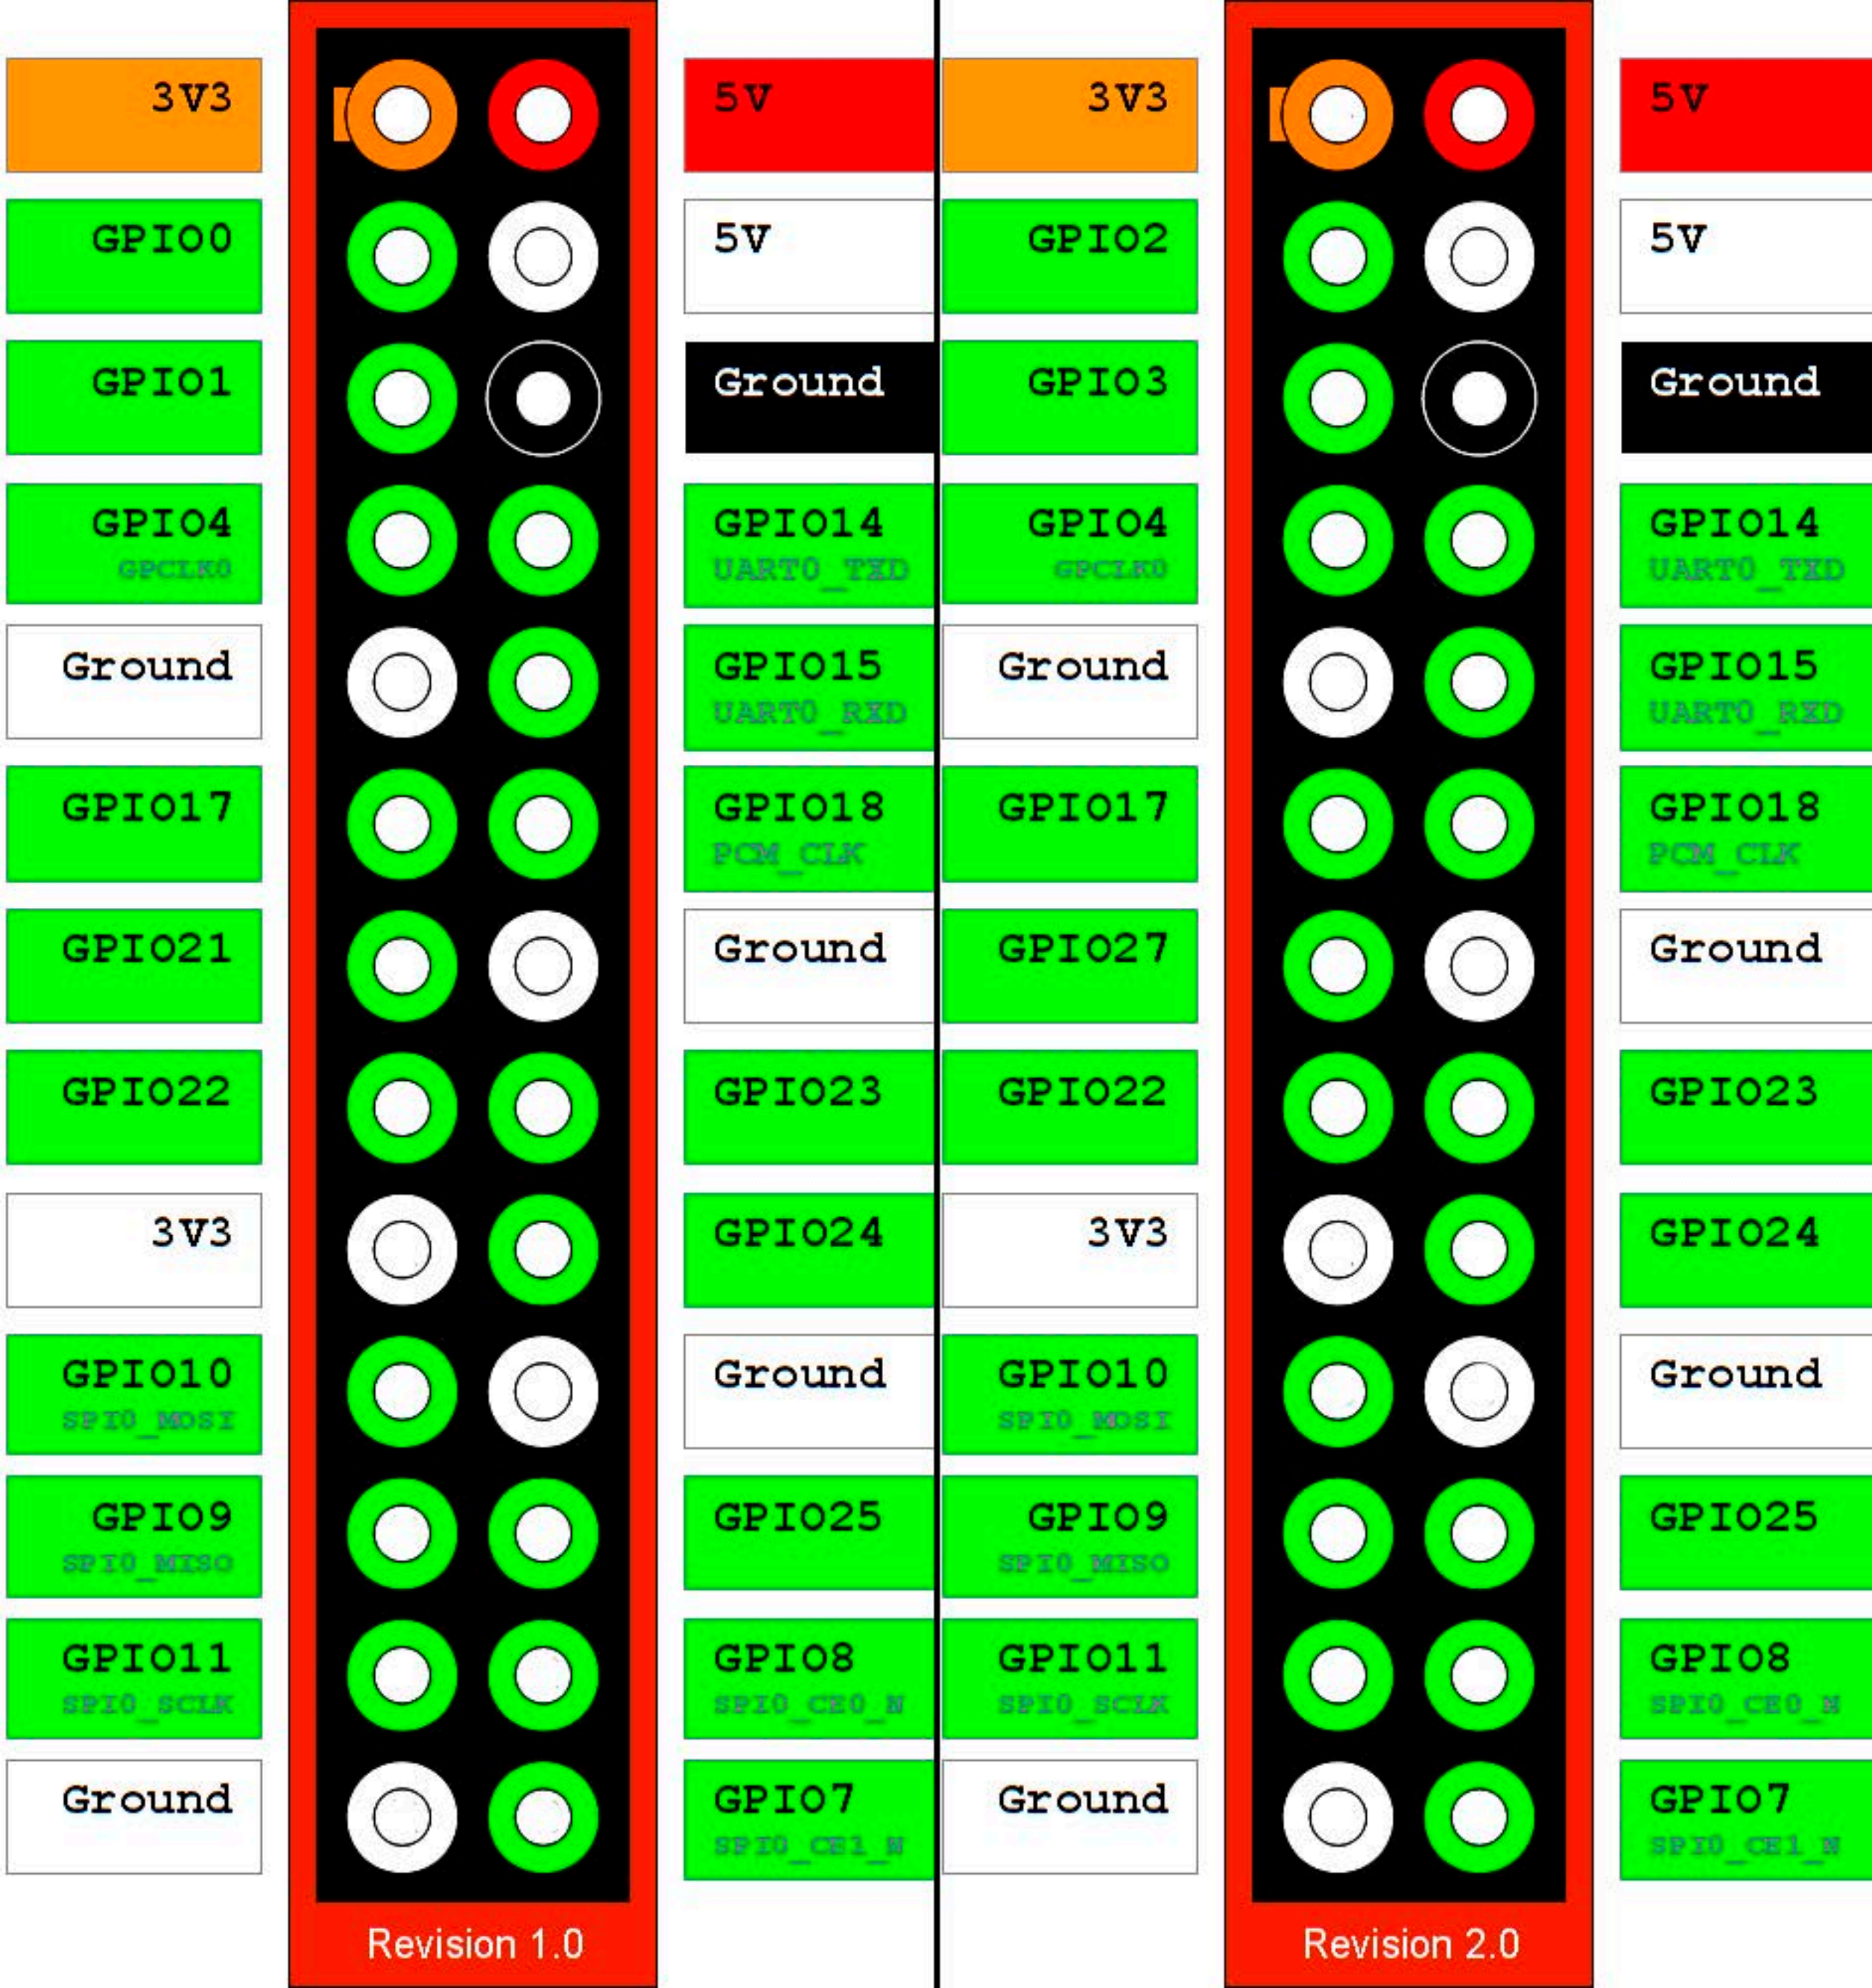 3V3
GPIO0
GPIO1
GPIO4
GPCLK0
Ground
GPIO17
GPIO21
GPIO22
3V3
GPIO10
SPI0_MOSI
GPIO9
SPI0_MISO
GPIO11
SPI0_SCLK
Ground
5V
5V
Ground
GPIO14
UART0_TXD
GPIO15
UART0_RXD
GPIO18
PCM_CLK
Ground
GPIO23
GPIO24
Ground
GPIO25
GPIO8
SPI0_CE0_N
GPIO7
SPI0_CE1_N
Revision 1.0
3V3
GPIO2
GPIO3
GPIO4
GPCLK0
Ground
GPIO17
GPIO27
GPIO22
3V3
GPIO10
SPI0_MOSI
GPIO9
SPI0_MISO
GPIO11
SPI0_SCLK
Ground
5V
5V
Ground
GPIO14
UART0_TXD
GPIO15
UART0_RXD
GPIO18
PCM_CLK
Ground
GPIO23
GPIO24
Ground
GPIO25
GPIO8
SPI0_CE0_N
GPIO7
SPI0_CE1_N
Revision 2.0